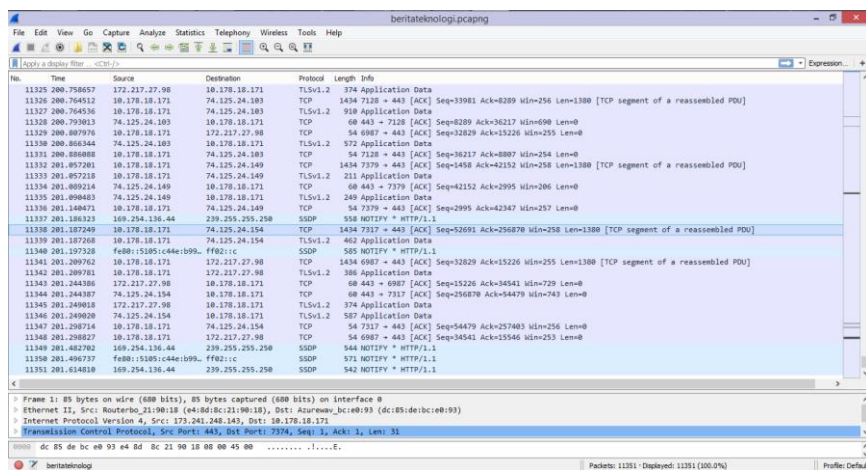 beritateknologi.pcapng
File Edit View Go Capture Analyze Statistics Telephony Wireless Tools Help
Apply a display filter ... <Ctrl-/> Expression... +
No. Time Source Destination Protocol Length Info
11325 200.758657 172.217.27.98 10.178.18.171 TLSv1.2 374 Application Data
11326 200.764512 10.178.18.171 74.125.24.103 TCP 1434 7128 → 443 [ACK] Seq=33981 Ack=8289 Win=256 Len=1380 [TCP segment of a reassembled PDU]
11327 200.764536 10.178.18.171 74.125.24.103 TLSv1.2 910 Application Data
11328 200.793013 74.125.24.103 10.178.18.171 TCP 60 443 → 7128 [ACK] Seq=8289 Ack=36217 Win=690 Len=0
11329 200.807976 10.178.18.171 172.217.27.98 TCP 54 6987 → 443 [ACK] Seq=32829 Ack=15226 Win=255 Len=0
11330 200.866344 74.125.24.103 10.178.18.171 TLSv1.2 572 Application Data
11331 200.886088 10.178.18.171 74.125.24.103 TCP 54 7128 → 443 [ACK] Seq=36217 Ack=8807 Win=254 Len=0
11332 201.057201 10.178.18.171 74.125.24.149 TCP 1434 7379 → 443 [ACK] Seq=1458 Ack=42152 Win=258 Len=1380 [TCP segment of a reassembled PDU]
11333 201.057218 10.178.18.171 74.125.24.149 TLSv1.2 211 Application Data
11334 201.089214 74.125.24.149 10.178.18.171 TCP 60 443 → 7379 [ACK] Seq=42152 Ack=2995 Win=206 Len=0
11335 201.090483 74.125.24.149 10.178.18.171 TLSv1.2 249 Application Data
11336 201.140471 10.178.18.171 74.125.24.149 TCP 54 7379 → 443 [ACK] Seq=2995 Ack=42347 Win=257 Len=0
11337 201.186323 169.254.136.44 239.255.255.250 SSDP 558 NOTIFY * HTTP/1.1
11338 201.187249 10.178.18.171 74.125.24.154 TCP 1434 7317 → 443 [ACK] Seq=52691 Ack=256870 Win=258 Len=1380 [TCP segment of a reassembled PDU]
11339 201.187268 10.178.18.171 74.125.24.154 TLSv1.2 462 Application Data
11340 201.197328 fe80::5105:c44e:b99… ff02::c SSDP 585 NOTIFY * HTTP/1.1
11341 201.209762 10.178.18.171 172.217.27.98 TCP 1434 6987 → 443 [ACK] Seq=32829 Ack=15226 Win=255 Len=1380 [TCP segment of a reassembled PDU]
11342 201.209781 10.178.18.171 172.217.27.98 TLSv1.2 386 Application Data
11343 201.244386 172.217.27.98 10.178.18.171 TCP 60 443 → 6987 [ACK] Seq=15226 Ack=34541 Win=729 Len=0
11344 201.244387 74.125.24.154 10.178.18.171 TCP 60 443 → 7317 [ACK] Seq=256870 Ack=54479 Win=743 Len=0
11345 201.249018 172.217.27.98 10.178.18.171 TLSv1.2 374 Application Data
11346 201.249020 74.125.24.154 10.178.18.171 TLSv1.2 587 Application Data
11347 201.298714 10.178.18.171 74.125.24.154 TCP 54 7317 → 443 [ACK] Seq=54479 Ack=257403 Win=256 Len=0
11348 201.298827 10.178.18.171 172.217.27.98 TCP 54 6987 → 443 [ACK] Seq=34541 Ack=15546 Win=253 Len=0
11349 201.482702 169.254.136.44 239.255.255.250 SSDP 544 NOTIFY * HTTP/1.1
11350 201.496737 fe80::5105:c44e:b99… ff02::c SSDP 571 NOTIFY * HTTP/1.1
11351 201.614810 169.254.136.44 239.255.255.250 SSDP 542 NOTIFY * HTTP/1.1
Frame 1: 85 bytes on wire (680 bits), 85 bytes captured (680 bits) on interface 0
Ethernet II, Src: Routerbo_21:90:18 (e4:8d:8c:21:90:18), Dst: Azurewav_bc:e0:93 (dc:85:de:bc:e0:93)
Internet Protocol Version 4, Src: 173.241.248.143, Dst: 10.178.18.171
Transmission Control Protocol, Src Port: 443, Dst Port: 7374, Seq: 1, Ack: 1, Len: 31
0000 dc 85 de bc e0 93 e4 8d 8c 21 90 18 08 00 45 00 ........ .!....E.
beritateknologi Packets: 11351 · Displayed: 11351 (100.0%) Profile: Default